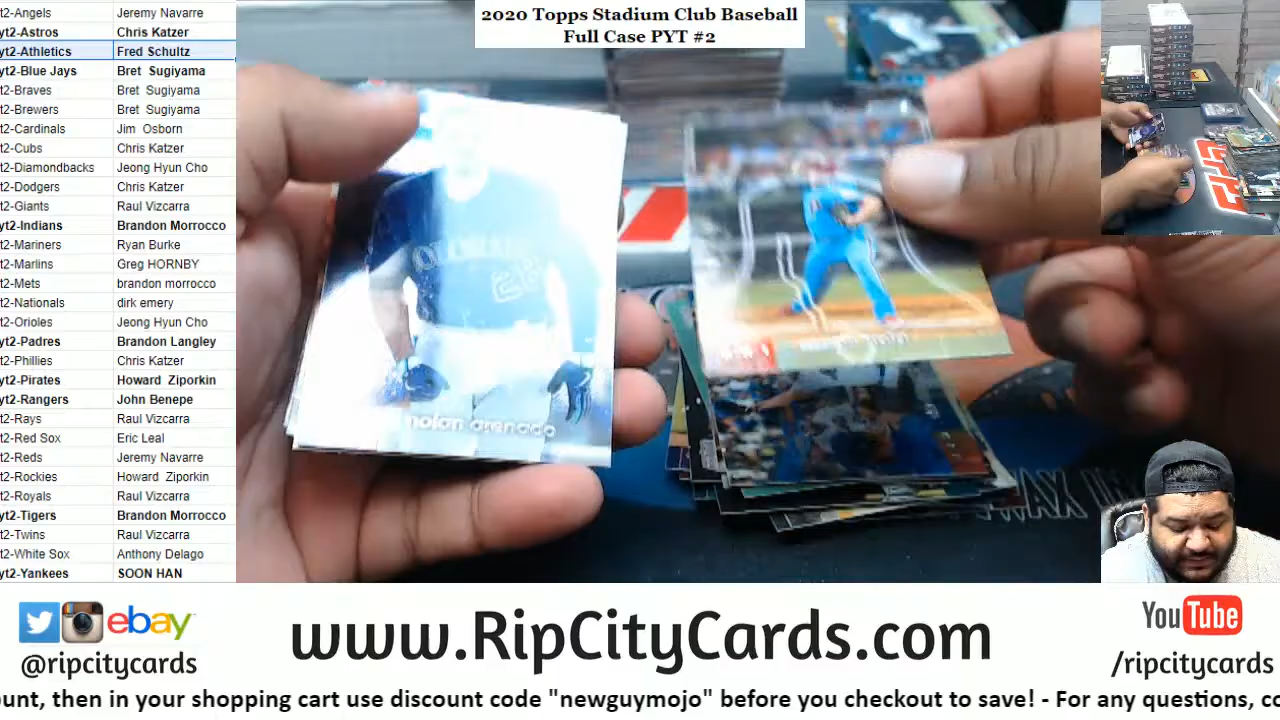 2020 Topps Stadium Club Baseball
Full Case PYT #2
t2-Angels Jeremy Navarre
yt2-Astros Chris Katzer
yt2-Athletics Fred Schultz
yt2-Blue Jays Bret Sugiyama
t2-Braves Bret Sugiyama
t2-Brewers Bret Sugiyama
t2-Cardinals Jim Osborn
t2-Cubs Chris Katzer
t2-Diamondbacks Jeong Hyun Cho
t2-Dodgers Chris Katzer
t2-Giants Raul Vizcarra
yt2-Indians Brandon Morrocco
t2-Mariners Ryan Burke
t2-Marlins Greg HORNBY
t2-Mets brandon morrocco
t2-Nationals dirk emery
t2-Orioles Jeong Hyun Cho
yt2-Padres Brandon Langley
t2-Phillies Chris Katzer
yt2-Pirates Howard Ziporkin
yt2-Rangers John Benepe
t2-Rays Raul Vizcarra
t2-Red Sox Eric Leal
t2-Reds Jeremy Navarre
t2-Rockies Howard Ziporkin
t2-Royals Raul Vizcarra
yt2-Tigers Brandon Morrocco
t2-Twins Raul Vizcarra
t2-White Sox Anthony Delago
yt2-Yankees SOON HAN
28
nolan arenado
ebay
@ripcitycards
www.RipCityCards.com
YouTube
/ripcitycards
unt, then in your shopping cart use discount code "newguymojo" before you checkout to save! - For any questions, co